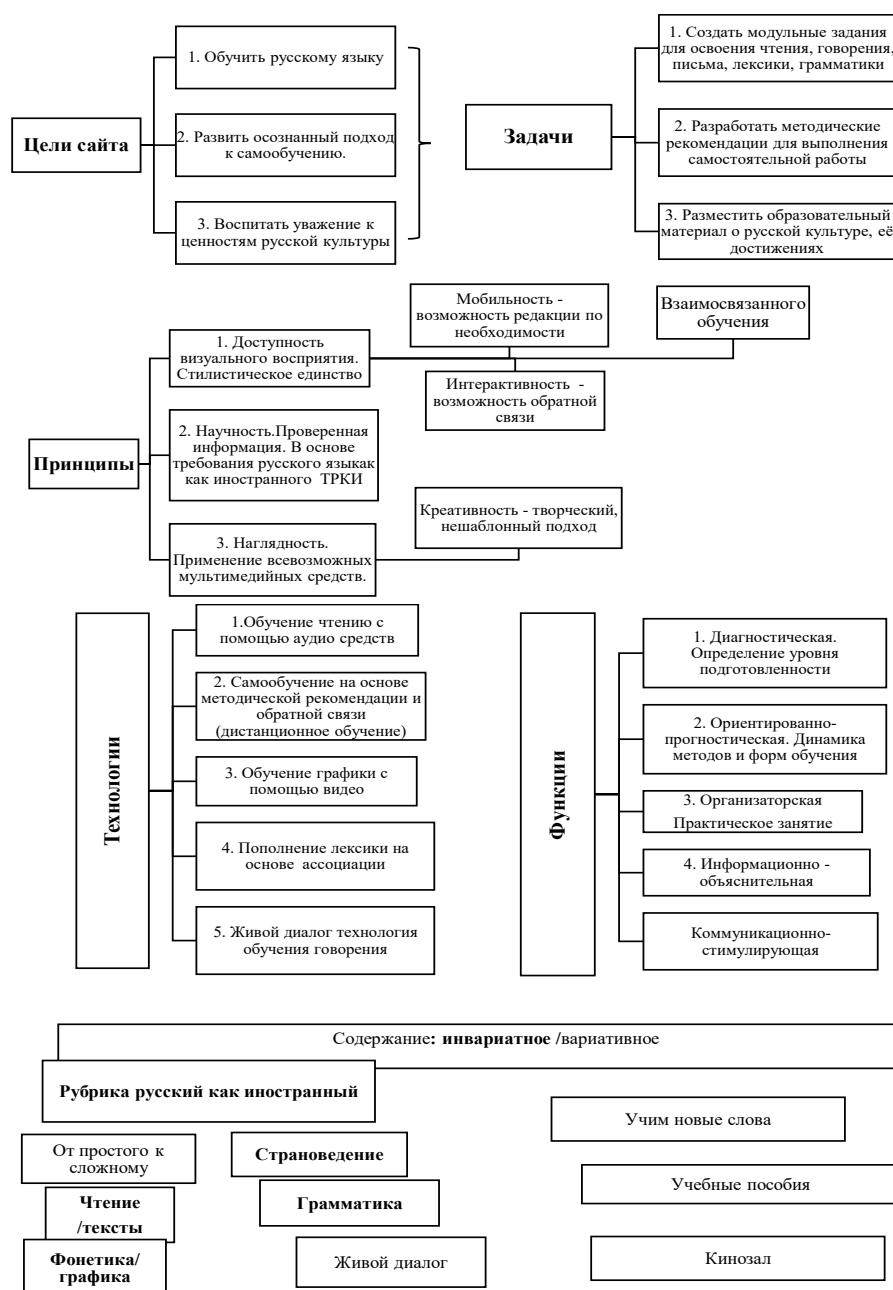 Цели сайта
1. Обучить русскому языку
2. Развить осознанный подход
к самообучению.
3. Воспитать уважение к
ценностям русской культуры
Задачи
1. Создать модульные задания
для освоения чтения, говорения,
письма, лексики, грамматики
2. Разработать методические
рекомендации для выполнения
самостоятельной работы
3. Разместить образовательный
материал о русской культуре, её
достижениях
Принципы
1. Доступность
визуального восприятия.
Стилистическое единство
Мобильность -
возможность редакции по
необходимости
Взаимосвязанного
обучения
Интерактивность -
возможность обратной
связи
2. Научность.Проверенная
информация. В основе
требования русского языкак
как иностранного ТРКИ
3. Наглядность.
Применение всевозможных
мультимедийных средств.
Креативность - творческий,
нешаблонный подход
Технологии
1.Обучение чтению с
помощью аудио средств
2. Самообучение на основе
методической рекомендации и
обратной связи
(дистанционное обучение)
3. Обучение графики с
помощью видео
4. Пополнение лексики на
основе ассоциации
5. Живой диалог технология
обучения говорения
Функции
1. Диагностическая.
Определение уровня
подготовленности
2. Ориентированно-
прогностическая. Динамика
методов и форм обучения
3. Организаторская
Практическое занятие
4. Информационно -
объяснительная
Коммуникационно-
стимулирующая
Содержание: инвариатное /вариативное
Рубрика русский как иностранный
Учим новые слова
От простого к
сложному
Страноведение
Учебные пособия
Чтение
/тексты
Грамматика
Фонетика/
графика
Живой диалог
Кинозал